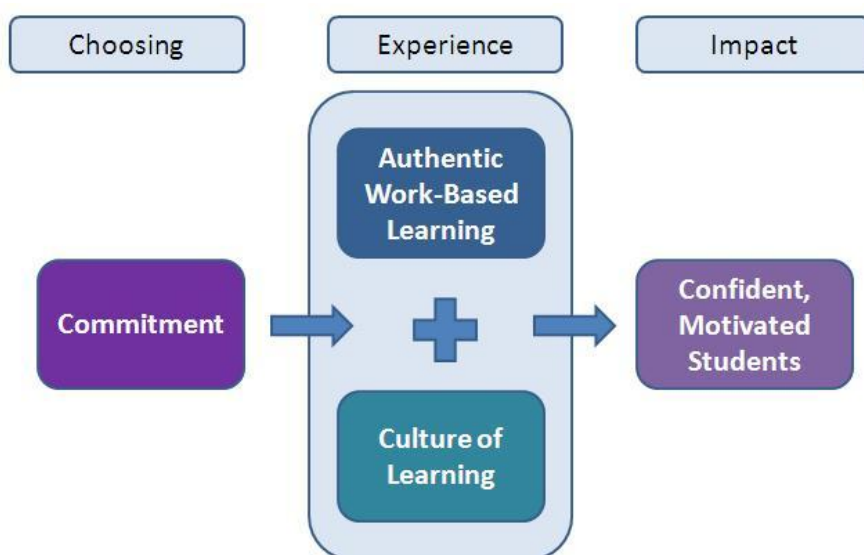 Choosing
Experience
Impact
Authentic
Work-Based
Learning
Commitment
Confident,
Motivated
Students
Culture of
Learning